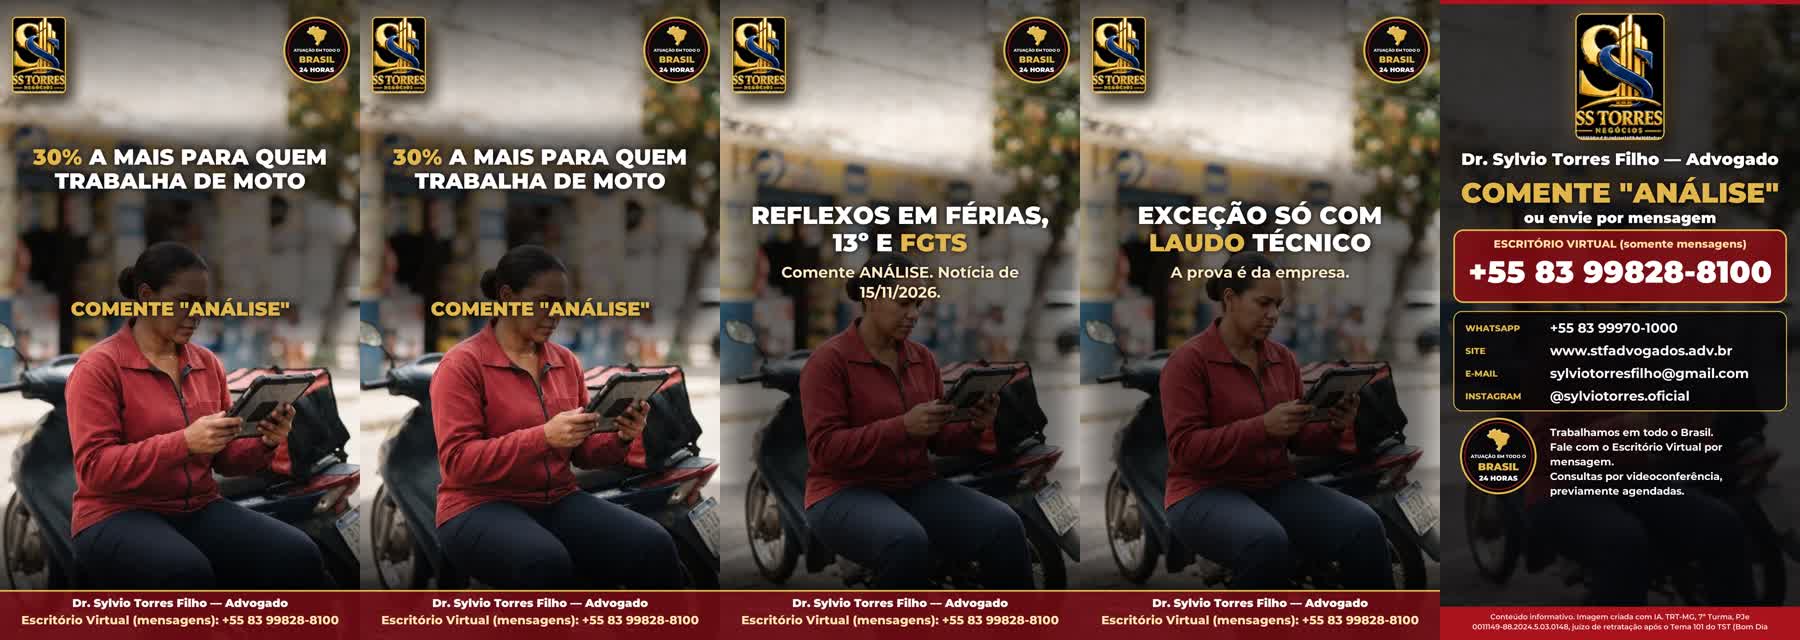 SS TORRES
NEGÓCIOS
ATUAÇÃO EM TODO O
BRASIL
24 HORAS
30% A MAIS PARA QUEM
TRABALHA DE MOTO
COMENTE "ANÁLISE"
Dr. Sylvio Torres Filho — Advogado
Escritório Virtual (mensagens): +55 83 99828-8100
SS TORRES
NEGÓCIOS
ATUAÇÃO EM TODO O
BRASIL
24 HORAS
30% A MAIS PARA QUEM
TRABALHA DE MOTO
COMENTE "ANÁLISE"
Dr. Sylvio Torres Filho — Advogado
Escritório Virtual (mensagens): +55 83 99828-8100
SS TORRES
NEGÓCIOS
ATUAÇÃO EM TODO O
BRASIL
24 HORAS
REFLEXOS EM FÉRIAS,
13º E FGTS
Comente ANÁLISE. Notícia de
15/11/2026.
Dr. Sylvio Torres Filho — Advogado
Escritório Virtual (mensagens): +55 83 99828-8100
SS TORRES
NEGÓCIOS
ATUAÇÃO EM TODO O
BRASIL
24 HORAS
EXCEÇÃO SÓ COM
LAUDO TÉCNICO
A prova é da empresa.
Dr. Sylvio Torres Filho — Advogado
Escritório Virtual (mensagens): +55 83 99828-8100
SS TORRES
NEGÓCIOS
Dr. Sylvio Torres Filho — Advogado
COMENTE "ANÁLISE"
ou envie por mensagem
ESCRITÓRIO VIRTUAL (somente mensagens)
+55 83 99828-8100
WHATSAPP +55 83 99970-1000
SITE www.stfadvogados.adv.br
E-MAIL sylviotorresfilho@gmail.com
INSTAGRAM @sylviotorres.oficial
ATUAÇÃO EM TODO O
BRASIL
24 HORAS
Trabalhamos em todo o Brasil.
Fale com o Escritório Virtual por
mensagem.
Consultas por videoconferência,
previamente agendadas.
Conteúdo informativo. Imagem criada com IA. TRT-MG, 7ª Turma, PJe
0011149-88.2024.5.03.0148, juízo de retratação após o Tema 101 do TST (Bom Dia